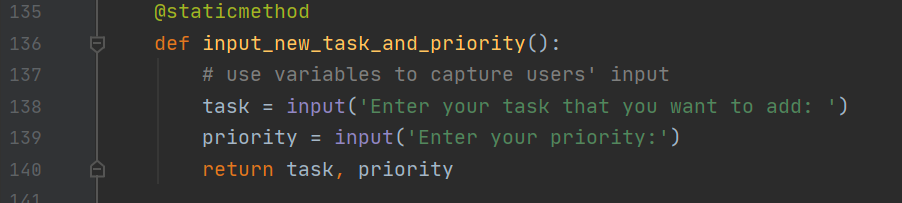 135 @staticmethod
136 def input_new_task_and_priority():
137 # use variables to capture users' input
138 task = input('Enter your task that you want to add: ')
139 priority = input('Enter your priority:')
140 return task, priority
141